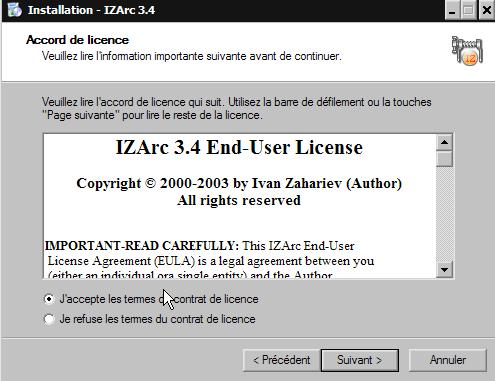 Installation - IZArc 3.4
Accord de licence
Veuillez lire l'information importante suivante avant de continuer.
IZ
Veuillez lire l'accord de licence qui suit. Utilisez la barre de défilement ou la touches
"Page suivante" pour lire le reste de la licence.
IZArc 3.4 End-User License
Copyright © 2000-2003 by Ivan Zahariev (Author)
All rights reserved
IMPORTANT-READ CAREFULLY: This IZArc End-User
License Agreement (EULA) is a legal agreement between you
(either an individual ora single entity) and the Author
J'accepte les termes du contrat de licence
Je refuse les termes du contrat de licence
< Précédent
Suivant >
Annuler